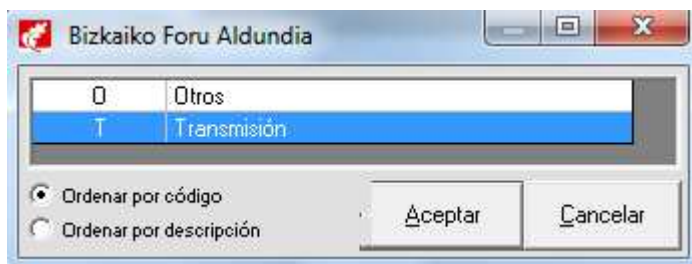 Bizkaiko Foru Aldundia
O Otros
T Transmisión
Ordenar por código
Ordenar por descripción
Aceptar
Cancelar